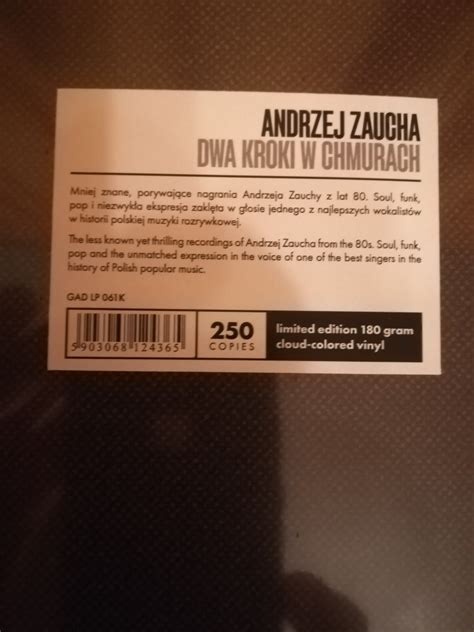 ANDRZEJ ZAUCHA
DWA KROKI W CHMURACH
Mniej znane, porywające nagrania Andrzeja Zauchy z lat 80. Soul, funk,
pop i niezwykła ekspresja zaklęta w głosie jednego z najlepszych wokalistów
w historii polskiej muzyki rozrywkowej.
The less known yet thrilling recordings of Andrzej Zaucha from the 80s. Soul, funk,
pop and the unmatched expression in the voice of one of the best singers in the
history of Polish popular music.
GAD LP 061K
5903068124365
250
COPIES
limited edition 180 gram
cloud-colored vinyl